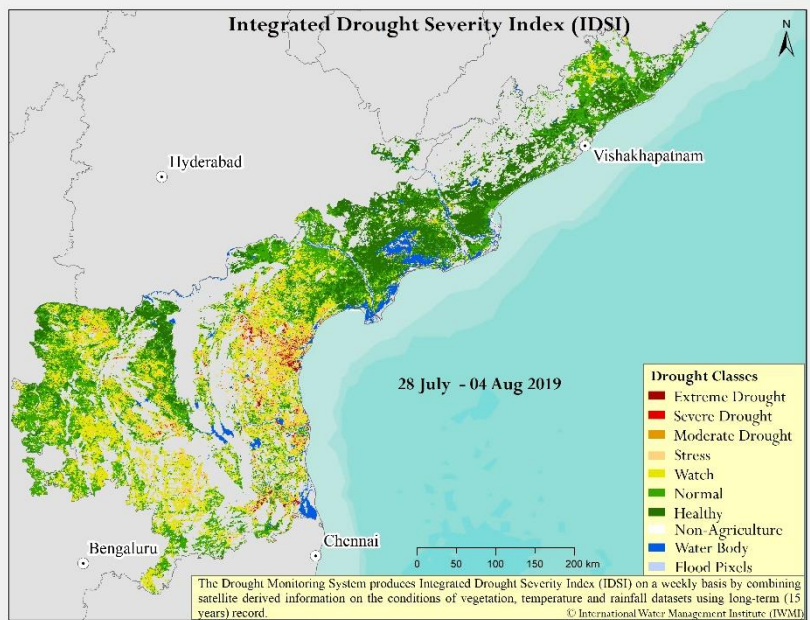 Integrated Drought Severity Index (IDSI)
N
Hyderabad
Vishakhapatnam
28 July - 04 Aug 2019
Drought Classes
Extreme Drought
Severe Drought
Moderate Drought
Stress
Watch
Normal
Healthy
Non-Agriculture
Water Body
Flood Pixels
Bengaluru
Chennai
0 50 100 200 km
The Drought Monitoring System produces Integrated Drought Severity Index (IDSI) on a weekly basis by combining
satellite derived information on the conditions of vegetation, temperature and rainfall datasets using long-term (15
years) record.
© International Water Management Institute (IWMI)